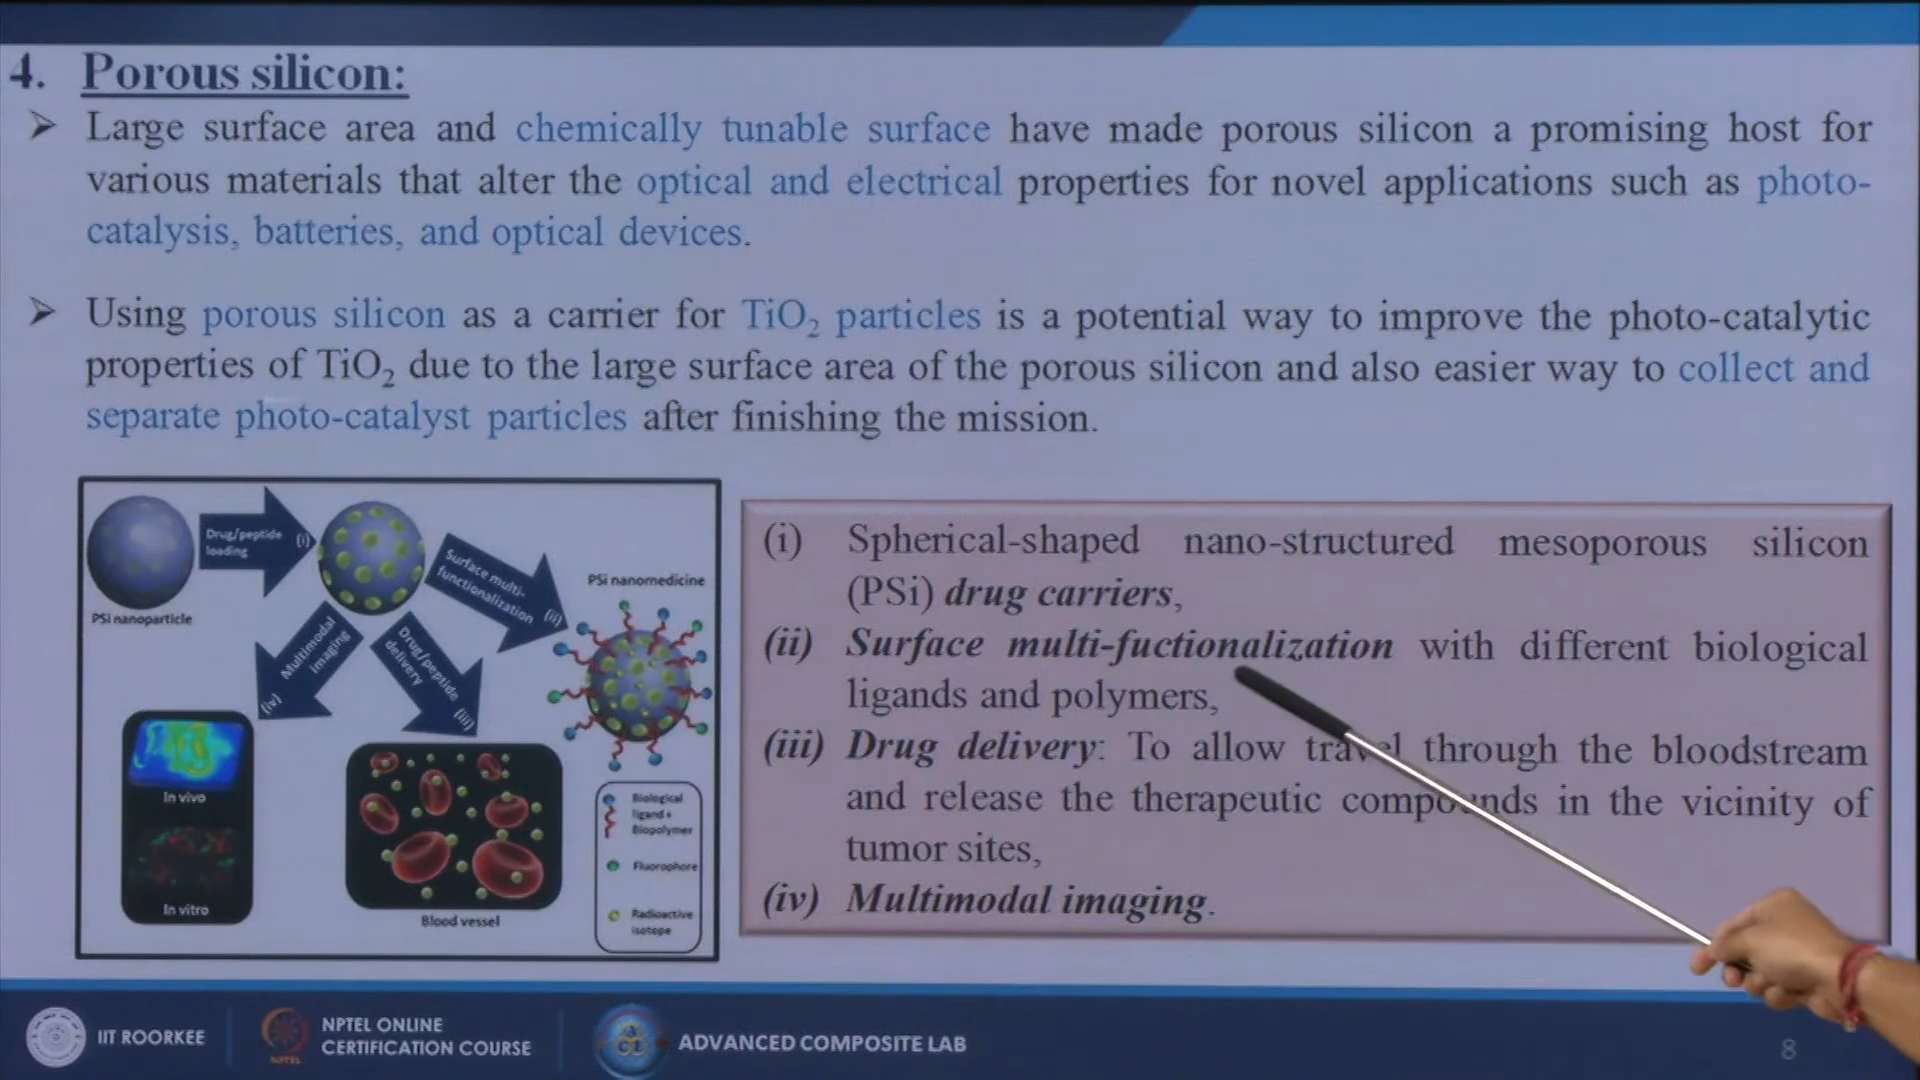 4. Porous silicon:
➤ Large surface area and chemically tunable surface have made porous silicon a promising host for
various materials that alter the optical and electrical properties for novel applications such as photo-
catalysis, batteries, and optical devices.
➤ Using porous silicon as a carrier for TiO₂ particles is a potential way to improve the photo-catalytic
properties of TiO₂ due to the large surface area of the porous silicon and also easier way to collect and
separate photo-catalyst particles after finishing the mission.
PSi nanoparticle
Drug/peptide
loading
(i)
Surface multi-
functionalization
(ii)
PSi nanomedicine
Multimodal
imaging
(iv)
Drug/peptide
delivery
(iii)
In vivo
In vitro
Blood vessel
Biological
ligand+
Biopolymer
Fluorophore
Radioactive
isotope
(i) Spherical-shaped nano-structured mesoporous silicon
(PSi) drug carriers,
(ii) Surface multi-fuctionalization with different biological
ligands and polymers,
(iii) Drug delivery: To allow travel through the bloodstream
and release the therapeutic compounds in the vicinity of
tumor sites,
(iv) Multimodal imaging.
IIT ROORKEE
NPTEL
NPTEL ONLINE
CERTIFICATION COURSE
ACL
ADVANCED COMPOSITE LAB
8